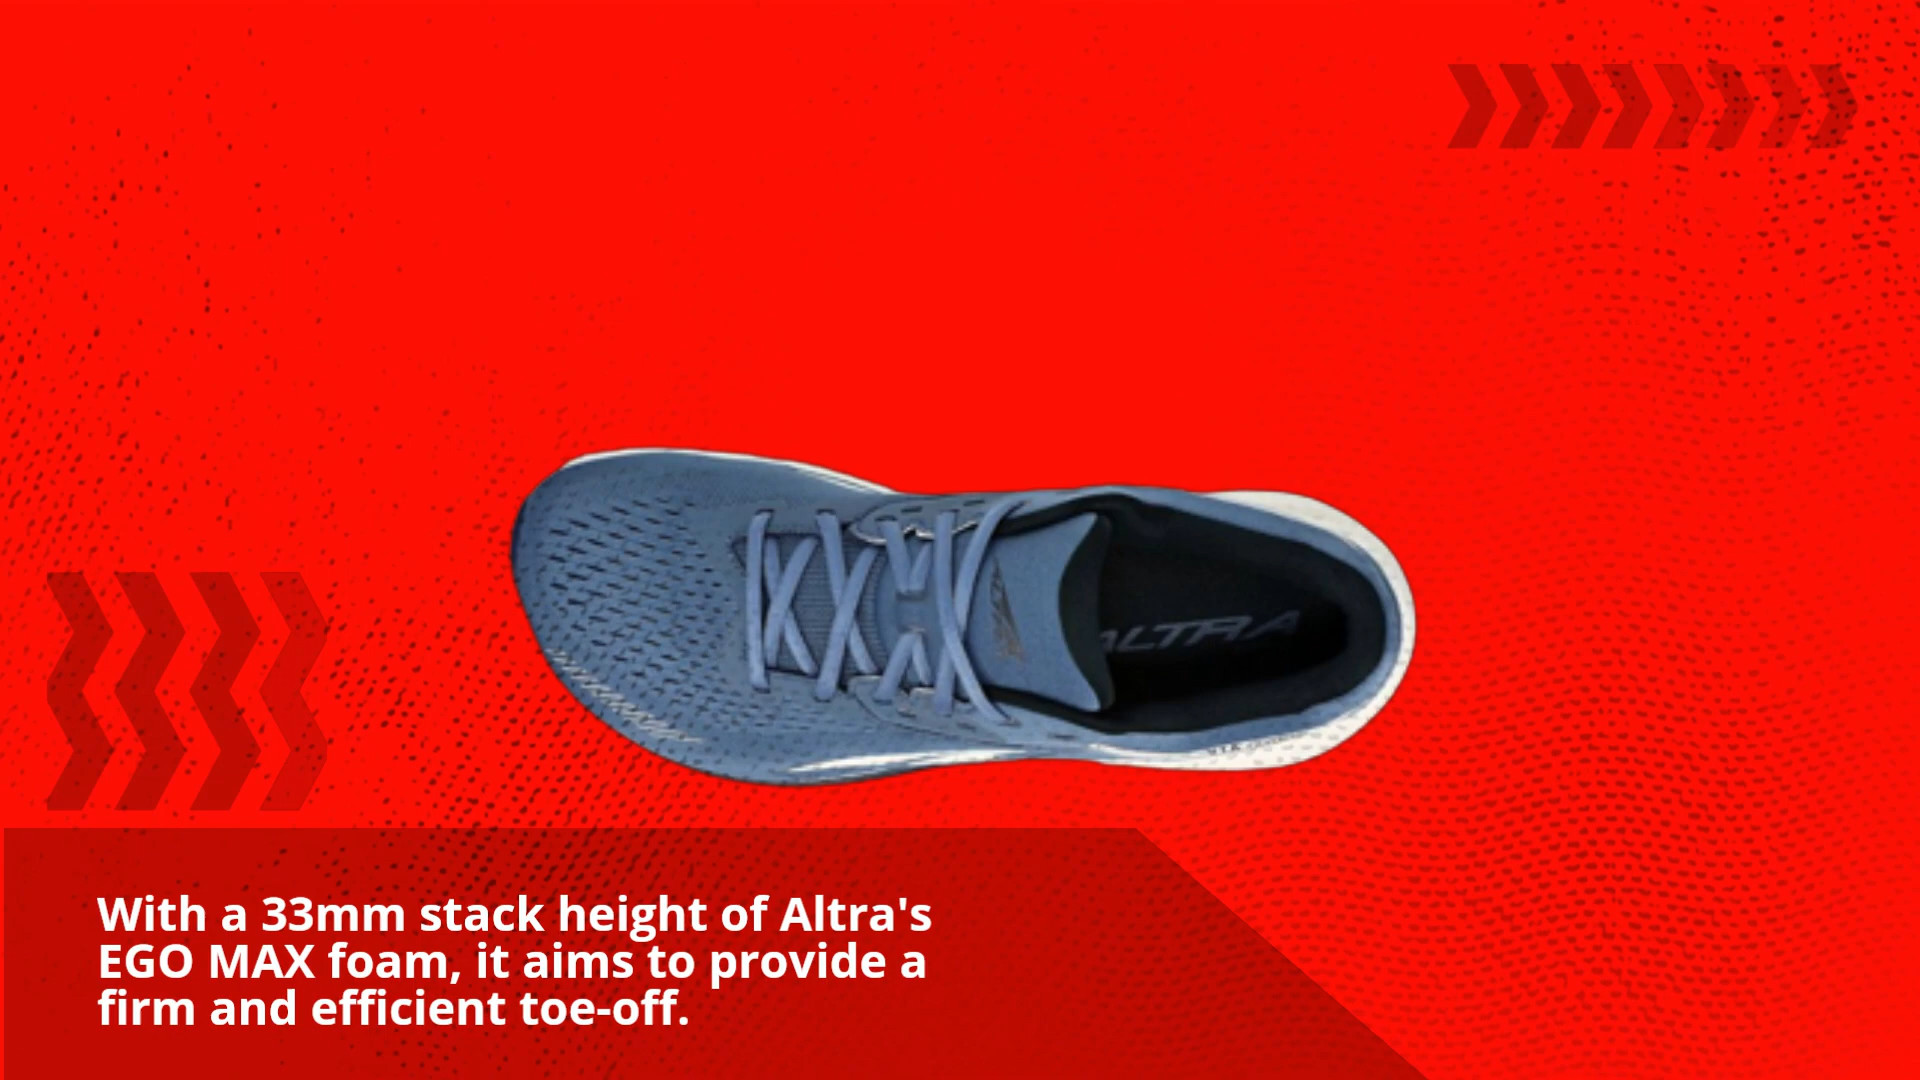 ALTRA
With a 33mm stack height of Altra's
EGO MAX foam, it aims to provide a
firm and efficient toe-off.